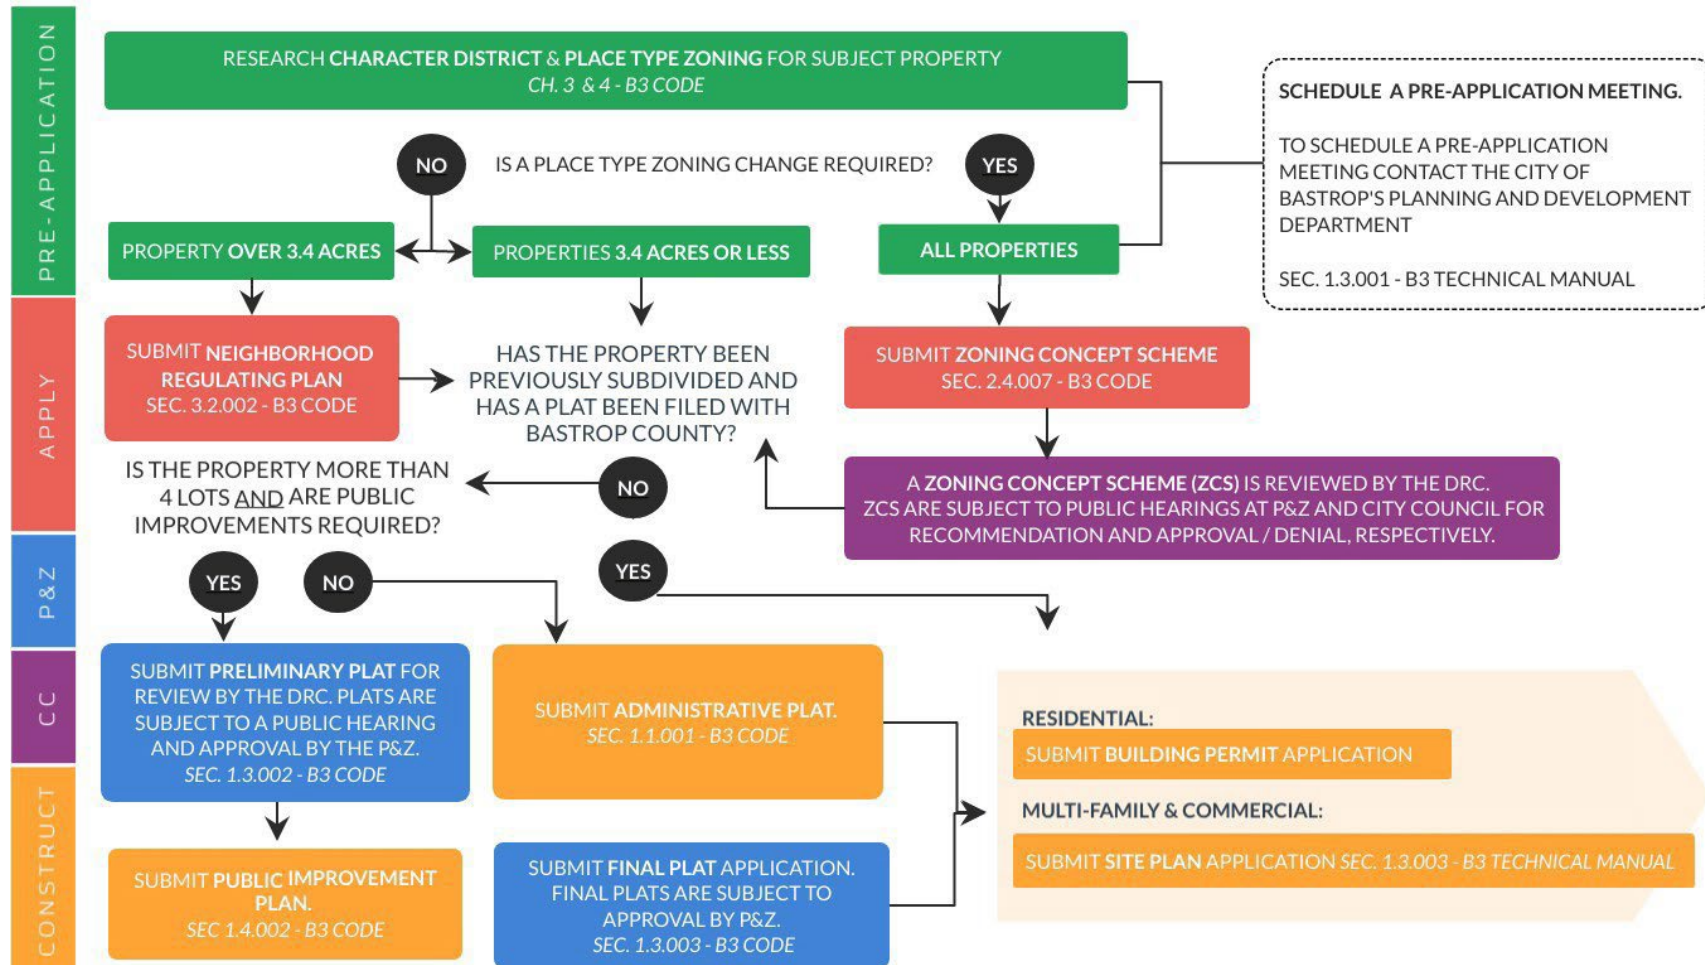 PRE-APPLICATION
APPLY
P&Z
CC
CONSTRUCT
RESEARCH CHARACTER DISTRICT & PLACE TYPE ZONING FOR SUBJECT PROPERTY
CH. 3 & 4 - B3 CODE
SCHEDULE A PRE-APPLICATION MEETING.
TO SCHEDULE A PRE-APPLICATION
MEETING CONTACT THE CITY OF
BASTROP'S PLANNING AND DEVELOPMENT
DEPARTMENT
SEC. 1.3.001 - B3 TECHNICAL MANUAL
NO
IS A PLACE TYPE ZONING CHANGE REQUIRED?
YES
PROPERTY OVER 3.4 ACRES
PROPERTIES 3.4 ACRES OR LESS
ALL PROPERTIES
SUBMIT NEIGHBORHOOD
REGULATING PLAN
SEC. 3.2.002 - B3 CODE
HAS THE PROPERTY BEEN
PREVIOUSLY SUBDIVIDED AND
HAS A PLAT BEEN FILED WITH
BASTROP COUNTY?
SUBMIT ZONING CONCEPT SCHEME
SEC. 2.4.007 - B3 CODE
A ZONING CONCEPT SCHEME (ZCS) IS REVIEWED BY THE DRC.
ZCS ARE SUBJECT TO PUBLIC HEARINGS AT P&Z AND CITY COUNCIL FOR
RECOMMENDATION AND APPROVAL / DENIAL, RESPECTIVELY.
IS THE PROPERTY MORE THAN
4 LOTS AND ARE PUBLIC
IMPROVEMENTS REQUIRED?
NO
YES
YES
NO
SUBMIT PRELIMINARY PLAT FOR
REVIEW BY THE DRC. PLATS ARE
SUBJECT TO A PUBLIC HEARING
AND APPROVAL BY THE P&Z.
SEC. 1.3.002 - B3 CODE
SUBMIT ADMINISTRATIVE PLAT.
SEC. 1.1.001 - B3 CODE
RESIDENTIAL:
SUBMIT BUILDING PERMIT APPLICATION
MULTI-FAMILY & COMMERCIAL:
SUBMIT SITE PLAN APPLICATION SEC. 1.3.003 - B3 TECHNICAL MANUAL
SUBMIT PUBLIC IMPROVEMENT
PLAN.
SEC 1.4.002 - B3 CODE
SUBMIT FINAL PLAT APPLICATION.
FINAL PLATS ARE SUBJECT TO
APPROVAL BY P&Z.
SEC. 1.3.003 - B3 CODE